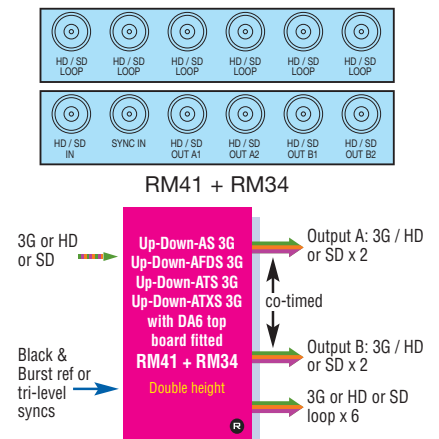 HD / SD LOOP
HD / SD LOOP
HD / SD LOOP
HD / SD LOOP
HD / SD LOOP
HD / SD LOOP
HD / SD IN
SYNC IN
HD / SD OUT A1
HD / SD OUT A2
HD / SD OUT B1
HD / SD OUT B2
RM41 + RM34
3G or HD
or SD
Black &
Burst ref or
tri-level
syncs
Up-Down-AS 3G
Up-Down-AFDS 3G
Up-Down-ATS 3G
Up-Down-ATXS 3G
with DA6 top
board fitted
RM41 + RM34
Double height
R
Output A: 3G / HD
or SD x 2
co-timed
Output B: 3G / HD
or SD x 2
3G or HD or SD
loop x 6